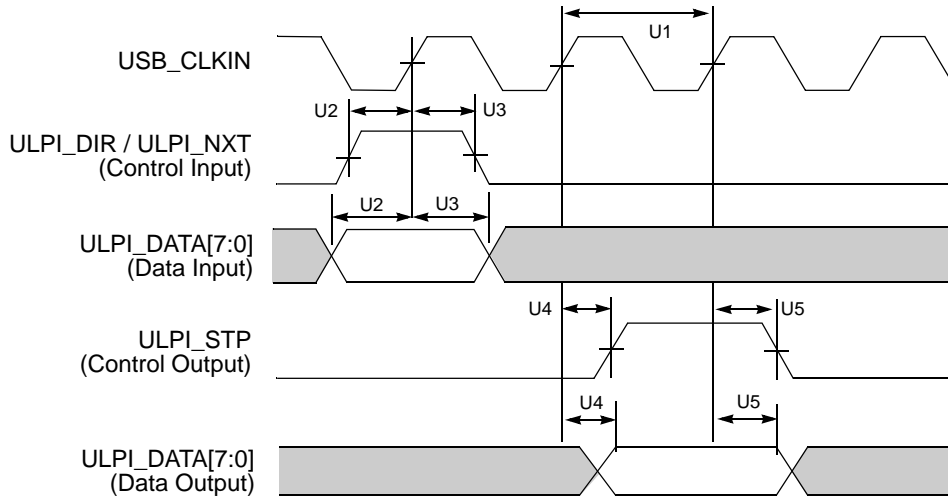 U1
USB_CLKIN
U2
U3
ULPI_DIR / ULPI_NXT
(Control Input)
U2
U3
ULPI_DATA[7:0]
(Data Input)
U4
U5
ULPI_STP
(Control Output)
U4
U5
ULPI_DATA[7:0]
(Data Output)